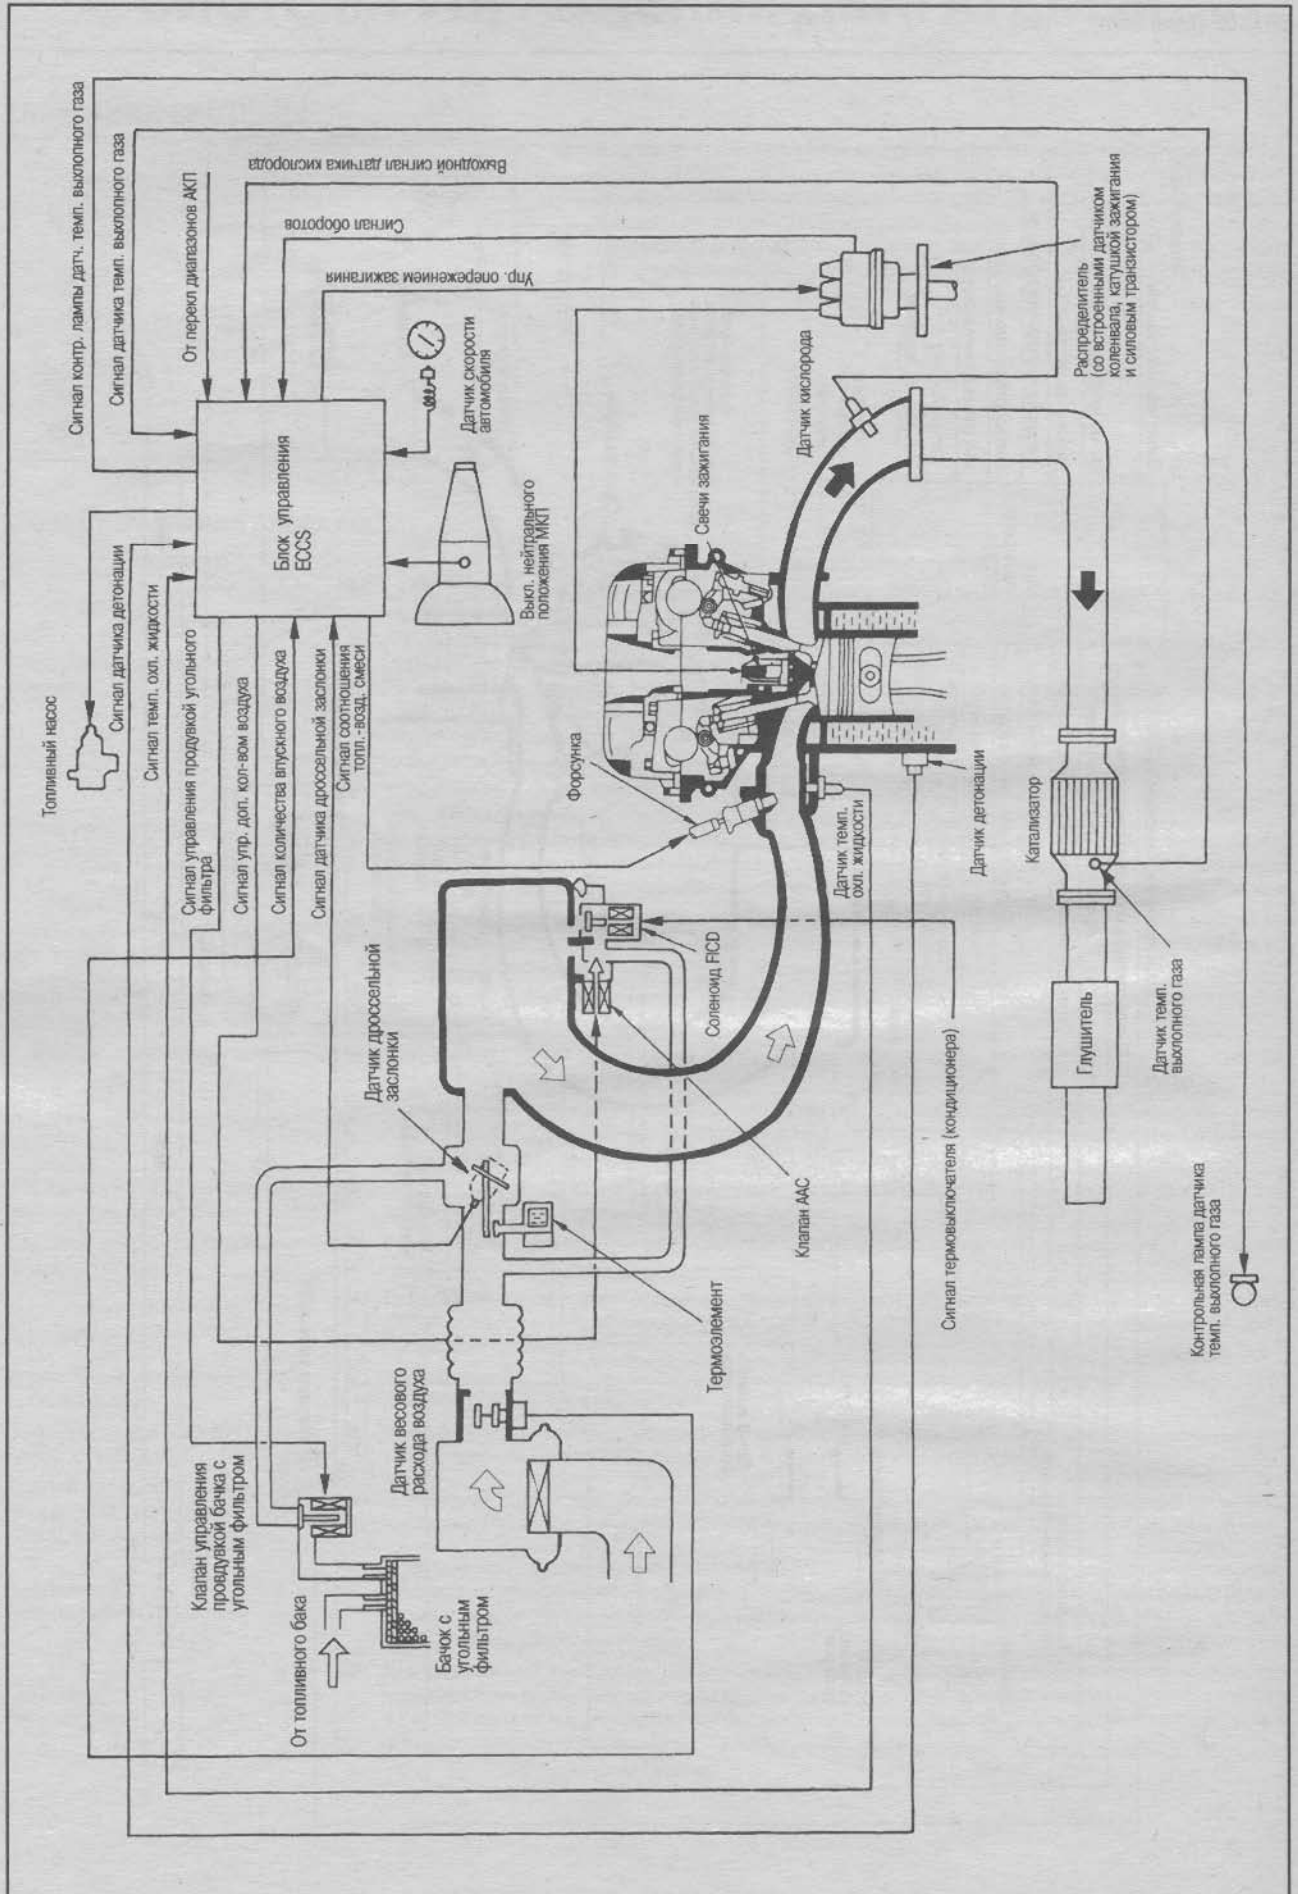 Топливный насос
Сигнал контр. лампы датч. темп. выхлопного газа
Сигнал датчика темп. выхлопного газа
От перекл диапазонов АКП
Выходной сигнал датчика кислорода
Сигнал оборотов
Упр. опережением зажигания
Блок управления
ECCS
Датчик скорости
автомобиля
Выкл. нейтрального
положения МКП
Сигнал датчика детонации
Сигнал темп. охл. жидкости
Сигнал управления продувкой угольного
фильтра
Сигнал упр. доп. кол-вом воздуха
Сигнал количества впускного воздуха
Сигнал датчика дроссельной заслонки
Сигнал соотношения
топл.-возд. смеси
Форсунка
Свечи зажигания
Датчик кислорода
Распределитель
(со встроенными датчиком
коленвала, катушкой зажигания
и силовым транзистором)
Датчик темп.
охл. жидкости
Датчик детонации
Катализатор
Глушитель
Датчик темп.
выхлопного газа
Датчик дроссельной
заслонки
Соленоид FICD
Клапан AAC
Сигнал термовыключателя (кондиционера)
Контрольная лампа датчика
темп. выхлопного газа
Термоэлемент
Датчик весового
расхода воздуха
Клапан управления
провдувкой бачка с
угольным фильтром
От топливного бака
Бачок с
угольным
фильтром